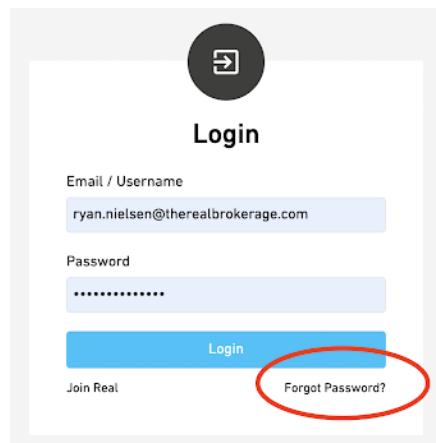 Login
Email / Username
ryan.nielsen@therealbrokerage.com
Password
••••••••••••••
Login
Join Real Forgot Password?